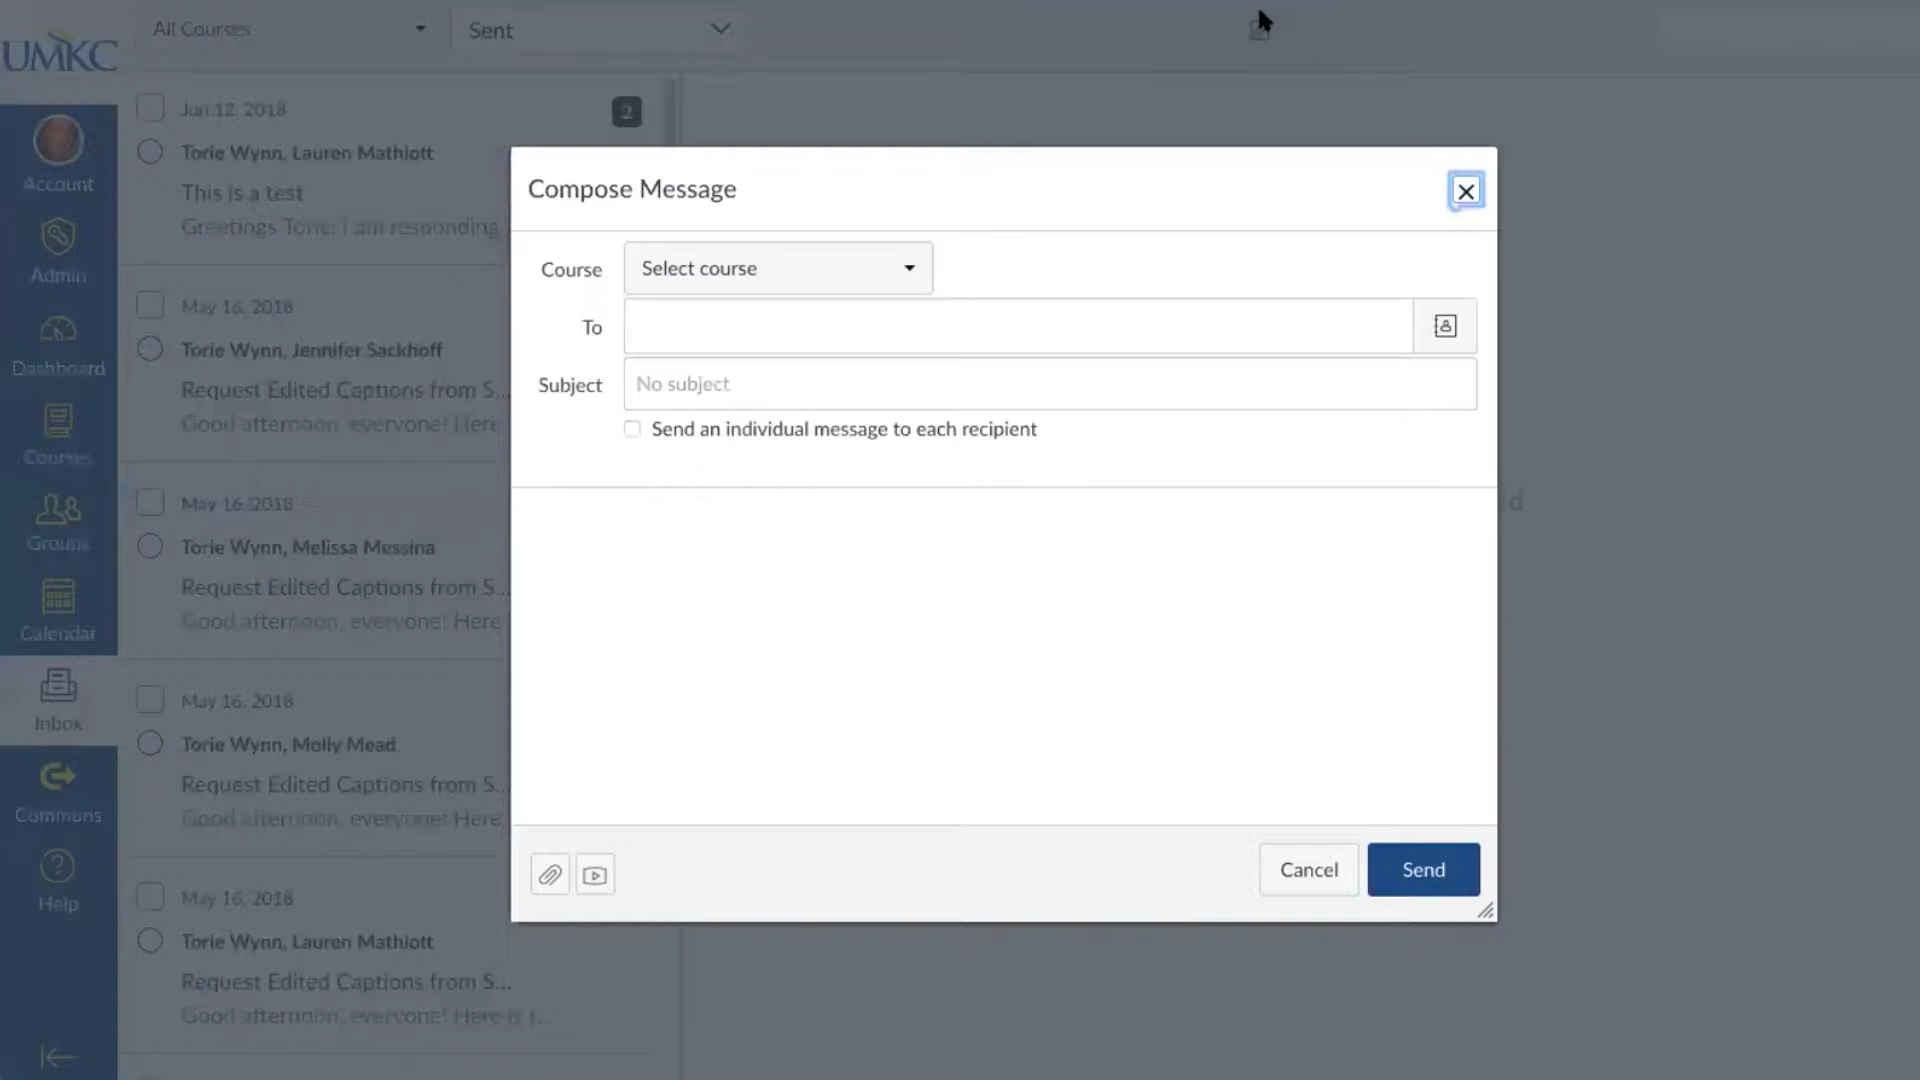 UMKC
Account
Admin
Dashboard
Courses
Groups
Calendar
Inbox
Commons
Help
All Courses
Sent
Jun 12, 2018
2
Torie Wynn, Lauren Mathiott
This is a test
Greetings Torie, I am responding
May 16, 2018
Torie Wynn, Jennifer Sackhoff
Request Edited Captions from S...
Good afternoon, everyone! Here
May 16, 2018
Torie Wynn, Melissa Messina
Request Edited Captions from S...
Good afternoon, everyone! Here
May 16, 2018
Torie Wynn, Molly Mead
Request Edited Captions from S...
Good afternoon, everyone! Here
May 16, 2018
Torie Wynn, Lauren Mathiott
Request Edited Captions from S...
Good afternoon, everyone! Here is
Compose Message
Course
Select course
To
Subject
No subject
Send an individual message to each recipient
Cancel
Send
d